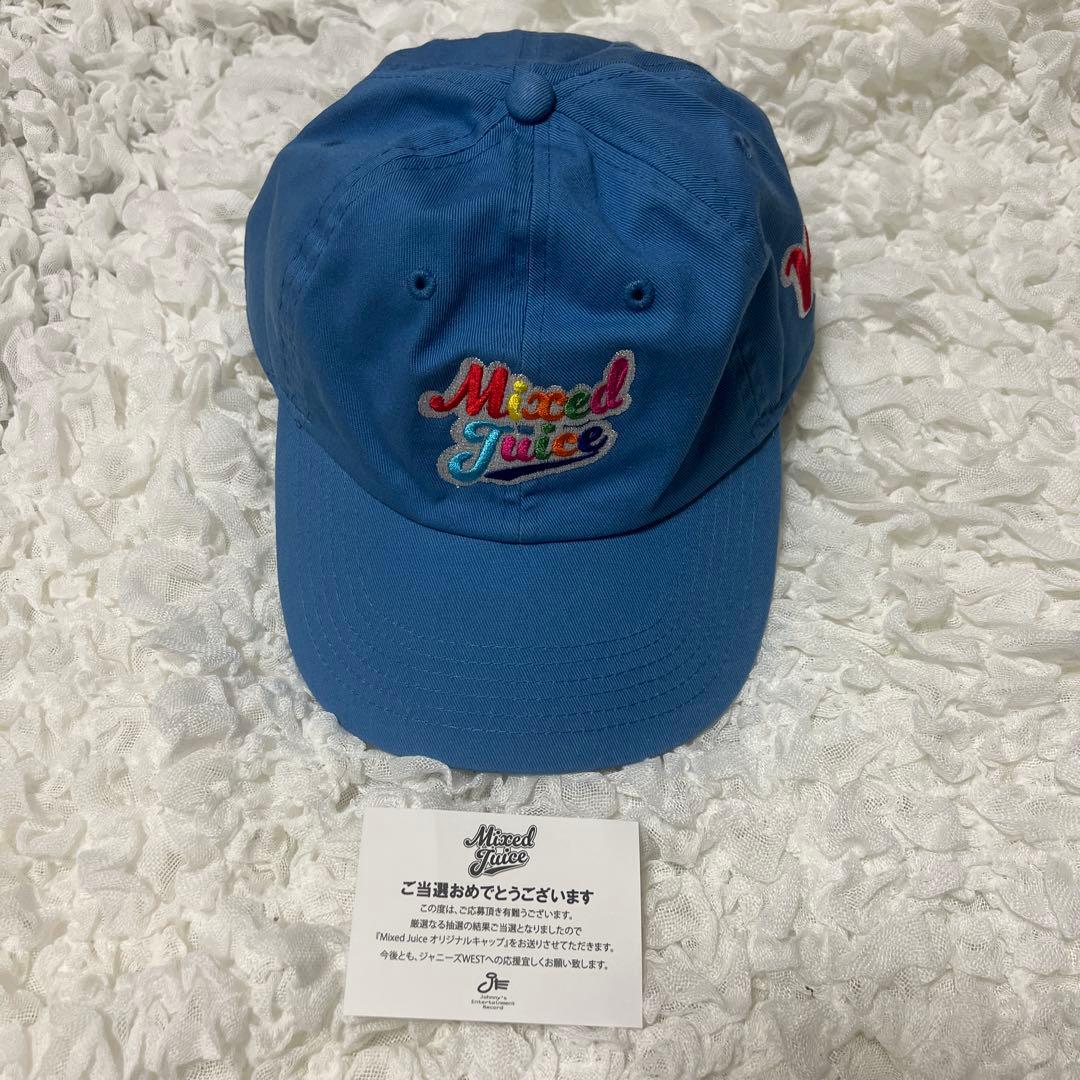 Mixed
Juice
Mixed
Juice
ご当選おめでとうございます
この度は、ご応募頂き有難うございます。
厳選なる抽選の結果ご当選となりましたので
『Mixed Juice オリジナルキャップ』をお送りさせてただきます。
今後とも、ジャニーズWESTへの応援宜しくお願い致します。
Johnny's
Entertainment
Record